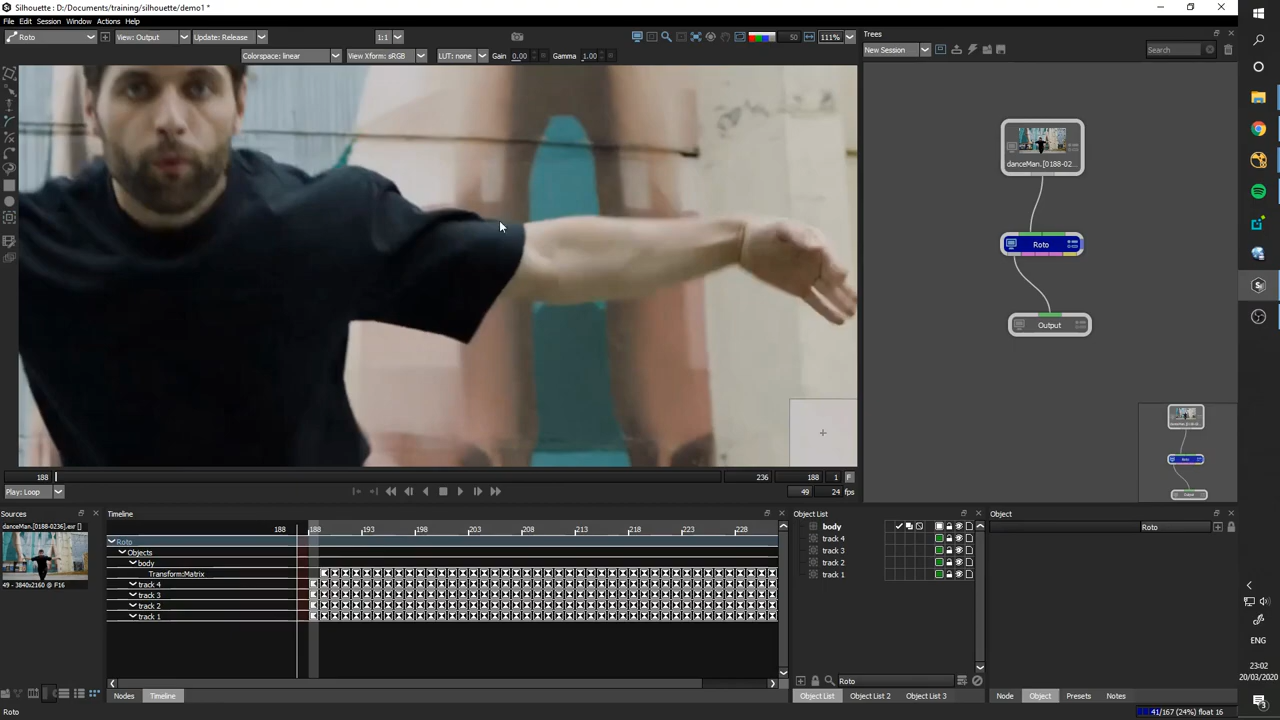 Silhouette : D:/Documents/training/silhouette/demo1 *
File Edit Session Window Actions Help
Roto View: Output Update: Release 1:1 50 111%
Colorspace: linear View Xform: sRGB LUT: none Gain 0.00 Gamma 1.00
Trees
New Session Search
danceMan.[0188-02...
Roto
Output
188 236 188 1 F
Play: Loop 49 24 fps
Sources
danceMan.[0188-0236].exr []
49 - 3840x2160 @ F16
Timeline
188 188 193 198 203 208 213 218 223 228
Roto
Objects
body
Transform:Matrix
track 4
track 3
track 2
track 1
Nodes Timeline
Object List
body
track 4
track 3
track 2
track 1
Roto
Object List Object List 2 Object List 3
Object
Roto
Node Object Presets Notes
Roto
41/167 (24%) float 16
ENG
23:02
20/03/2020
3